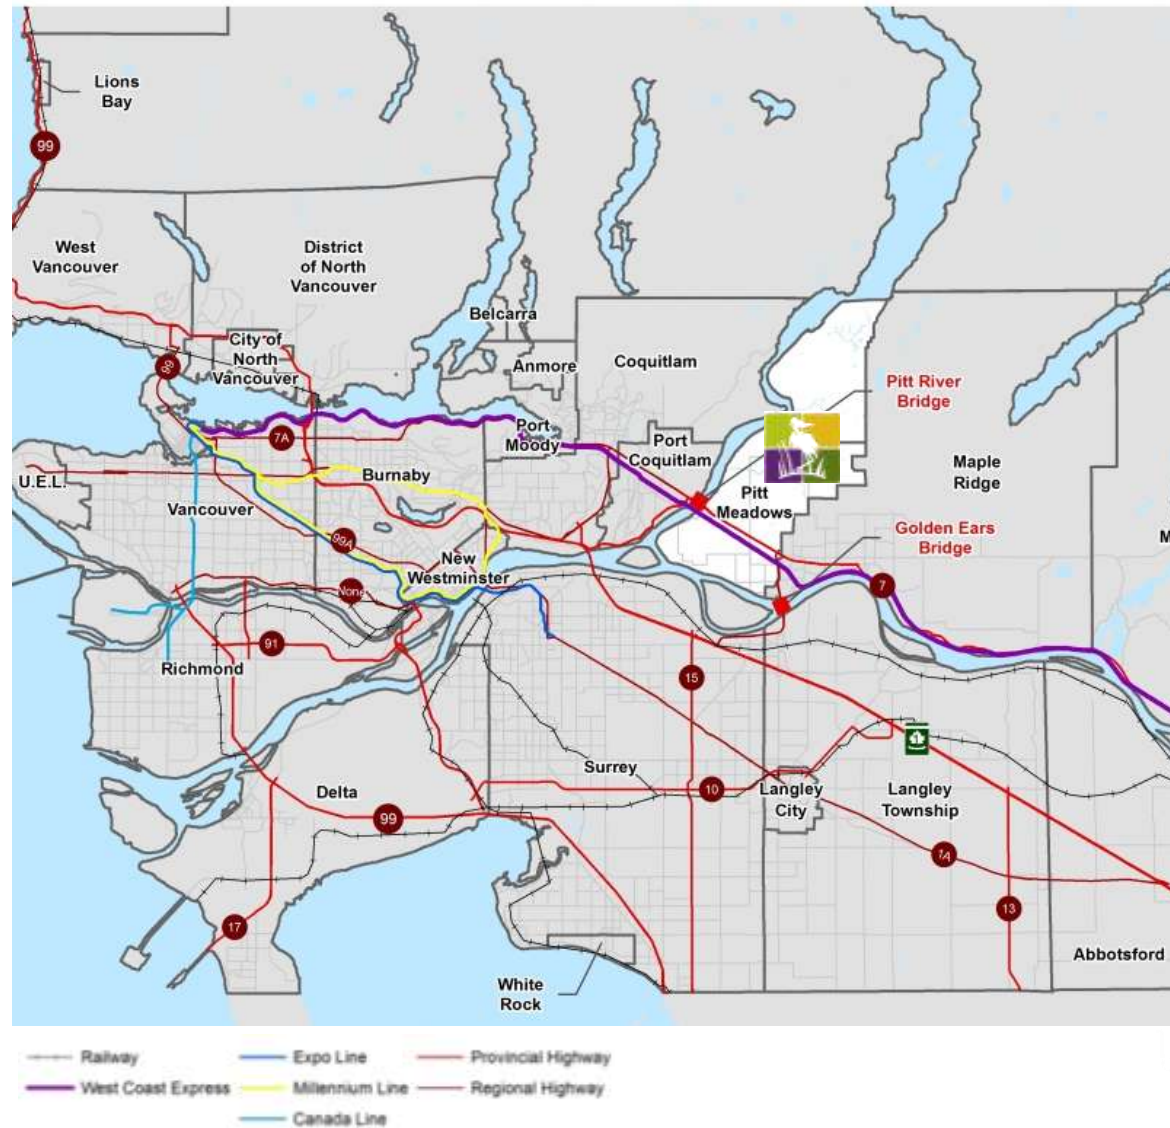 Lions
Bay
99
West
Vancouver
District
of North
Vancouver
Belcarra
City of
North
Vancouver
99
Anmore
Coquitlam
Pitt River
Bridge
7A
Port
Moody
Port
Coquitlam
Burnaby
U.E.L.
Vancouver
Pitt
Meadows
Maple
Ridge
Golden Ears
Bridge
M
99A
New
Westminster
None
7
91
Richmond
15
Surrey
Delta
99
10
Langley
City
Langley
Township
1A
13
17
White
Rock
Abbotsford
Railway
Expo Line
Provincial Highway
West Coast Express
Millennium Line
Regional Highway
Canada Line